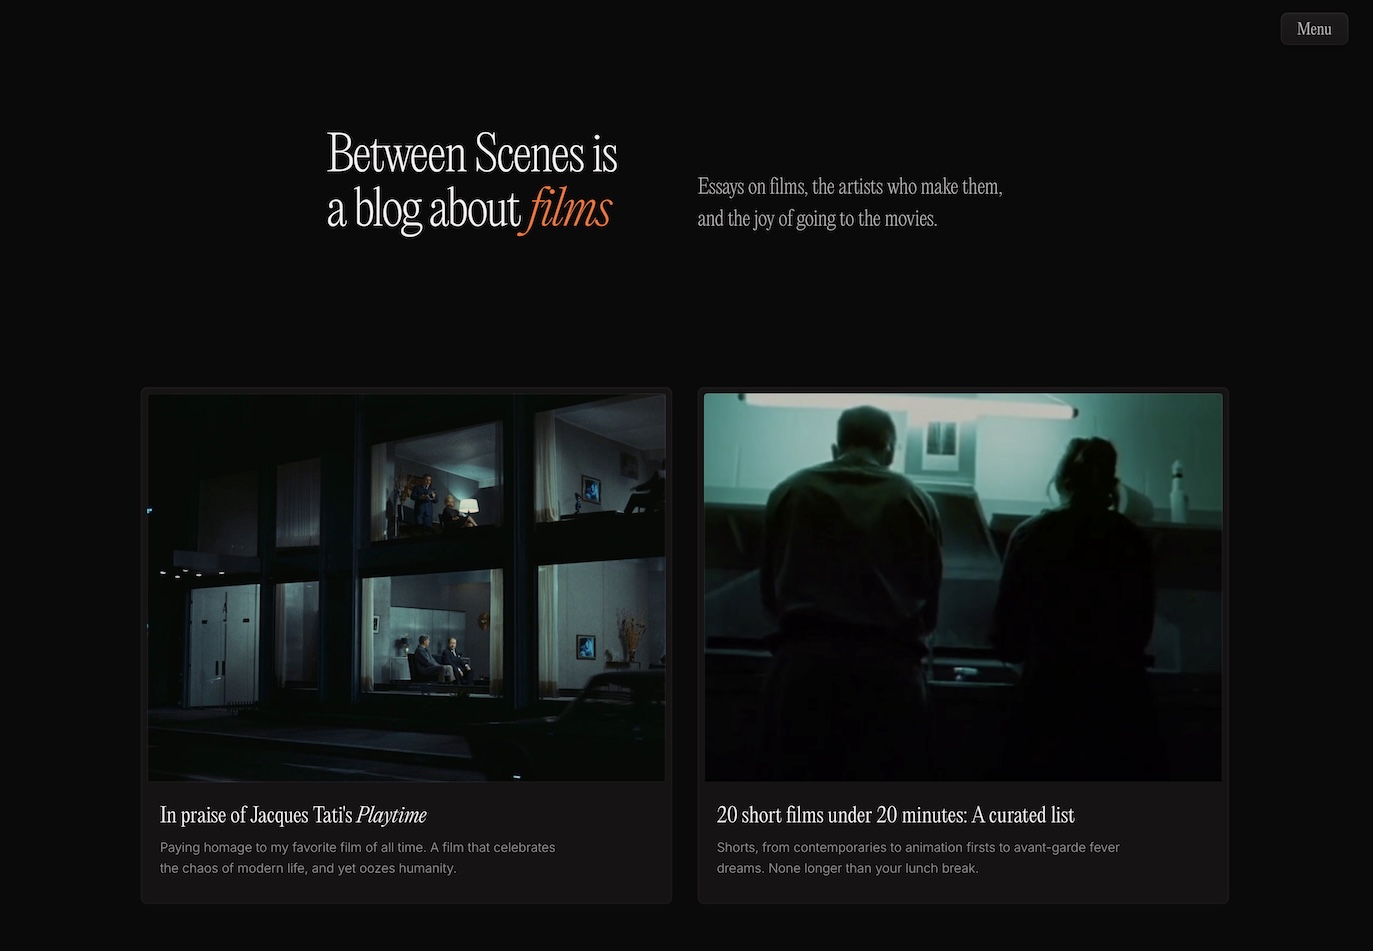 Menu
Between Scenes is
a blog about films
Essays on films, the artists who make them,
and the joy of going to the movies.
In praise of Jacques Tati's Playtime
Paying homage to my favorite film of all time. A film that celebrates
the chaos of modern life, and yet oozes humanity.
20 short films under 20 minutes: A curated list
Shorts, from contemporaries to animation firsts to avant-garde fever
dreams. None longer than your lunch break.